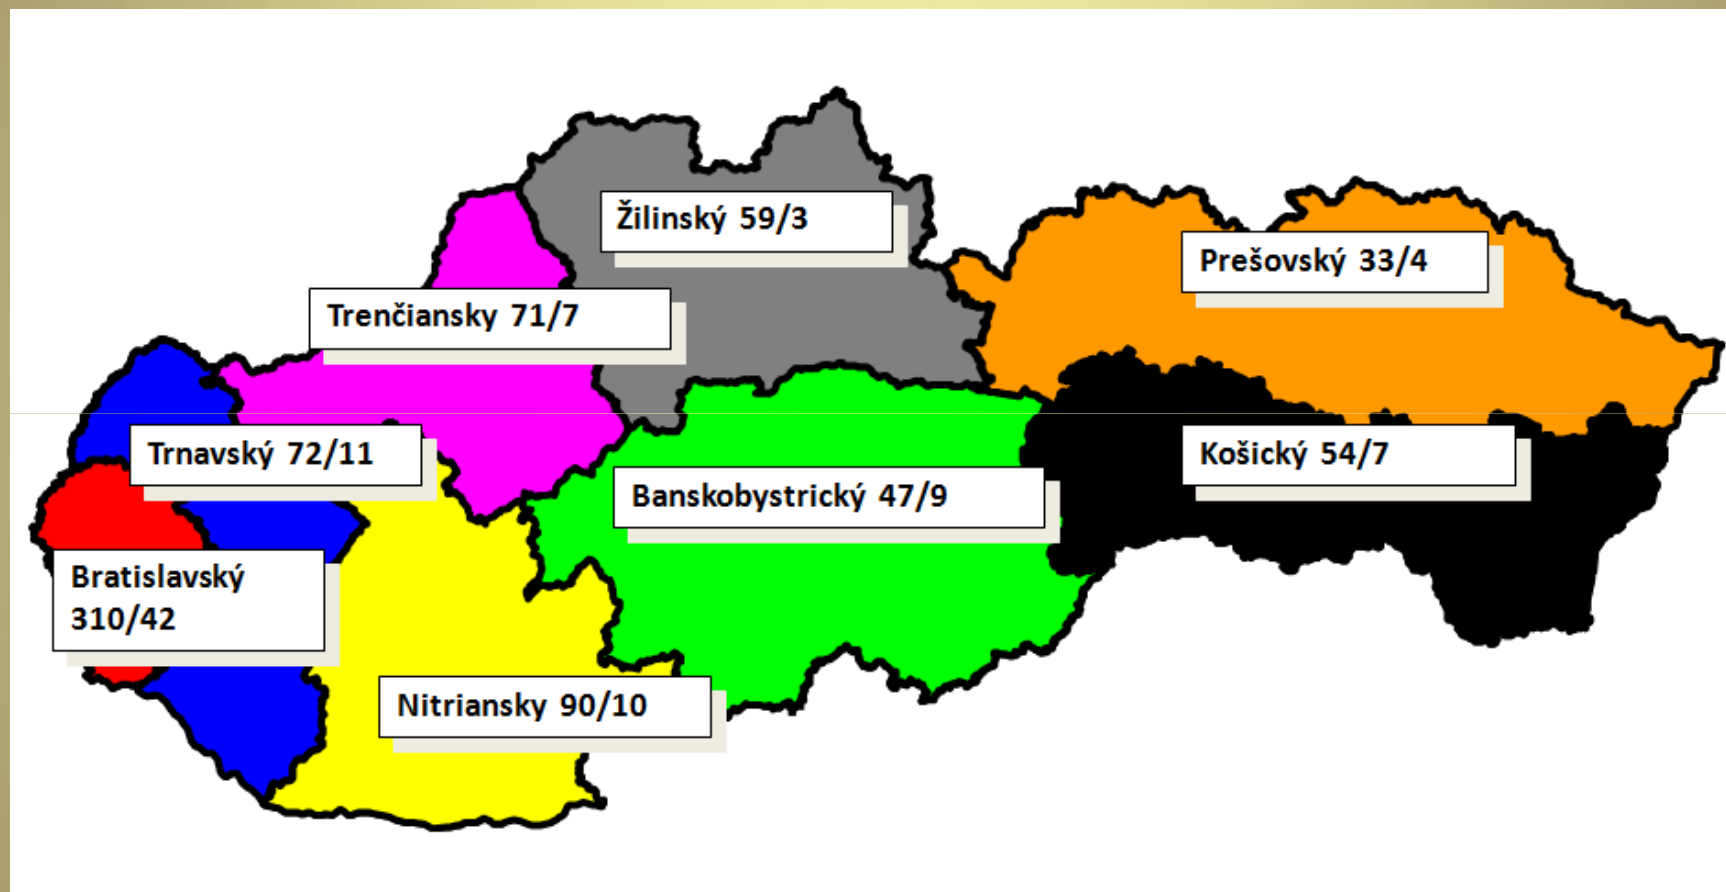 Žilinský 59/3
Prešovský 33/4
Trenčiansky 71/7
Trnavský 72/11
Košický 54/7
Banskobystrický 47/9
Bratislavský
310/42
Nitriansky 90/10